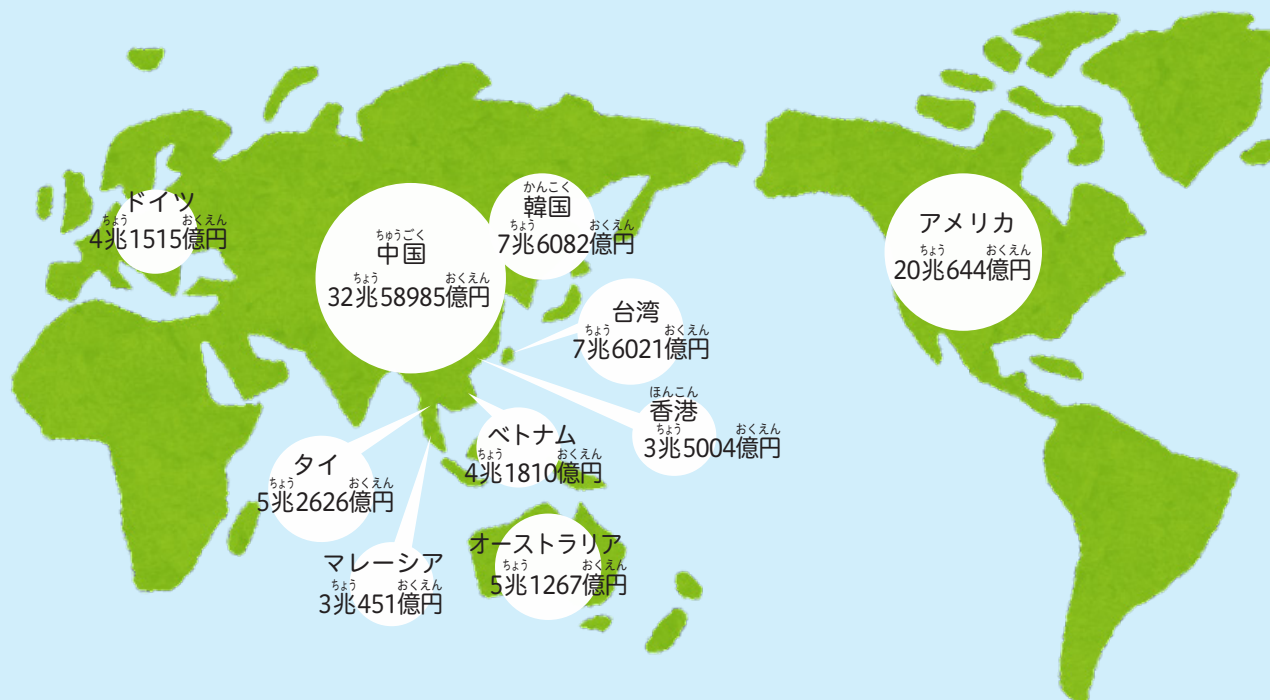 ドイツ
ちょう おくえん
4兆1515億円
ちゅうごく
中国
ちょう おくえん
32兆58985億円
かんこく
韓国
ちょう おくえん
7兆6082億円
アメリカ
ちょう おくえん
20兆644億円
台湾
ちょう おくえん
7兆6021億円
ほんこん
香港
ちょう おくえん
3兆5004億円
ベトナム
ちょう おくえん
4兆1810億円
タイ
ちょう おくえん
5兆2626億円
マレーシア
ちょう おくえん
3兆451億円
オーストラリア
ちょう おくえん
5兆1267億円